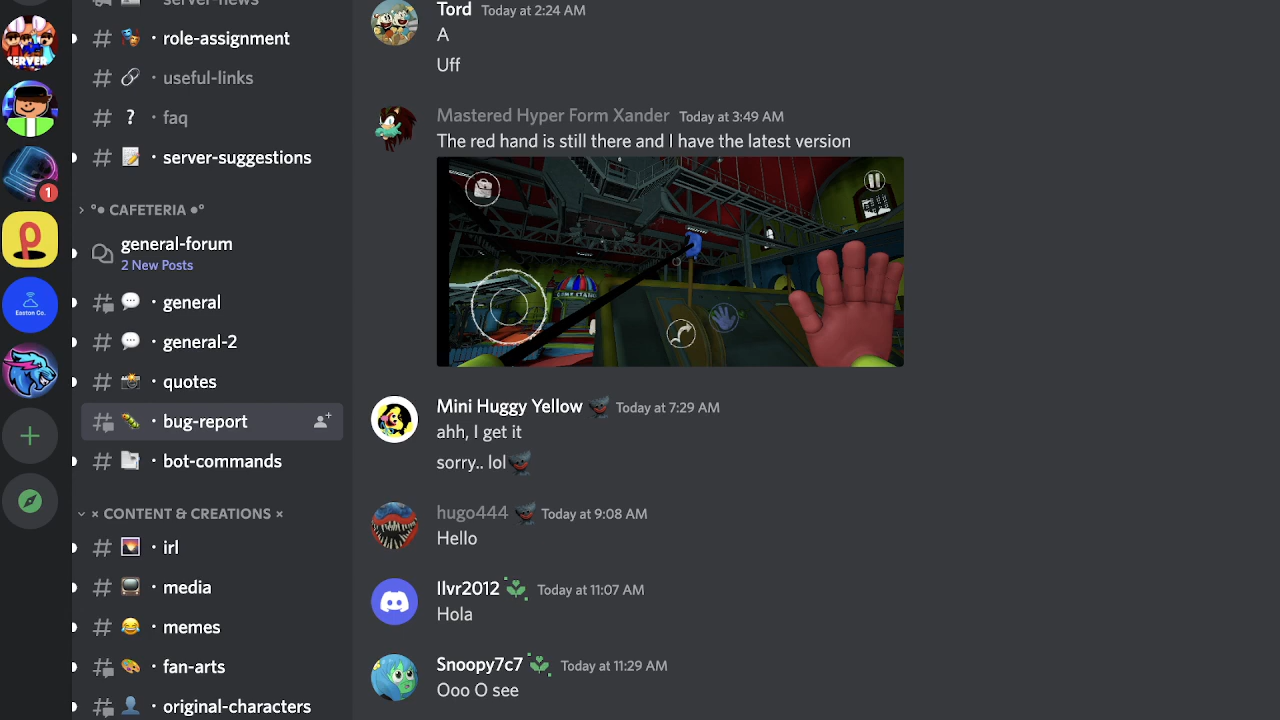 server-news
role-assignment
useful-links
faq
server-suggestions
°● CAFETERIA ●°
general-forum
2 New Posts
general
general-2
quotes
bug-report
bot-commands
× CONTENT & CREATIONS ×
irl
media
memes
fan-arts
original-characters
SERVER
1
Easton Co.
Tord Today at 2:24 AM
A
Uff
Mastered Hyper Form Xander Today at 3:49 AM
The red hand is still there and I have the latest version
Mini Huggy Yellow Today at 7:29 AM
ahh, I get it
sorry.. lol
hugo444 Today at 9:08 AM
Hello
llvr2012 Today at 11:07 AM
Hola
Snoopy7c7 Today at 11:29 AM
Ooo O see